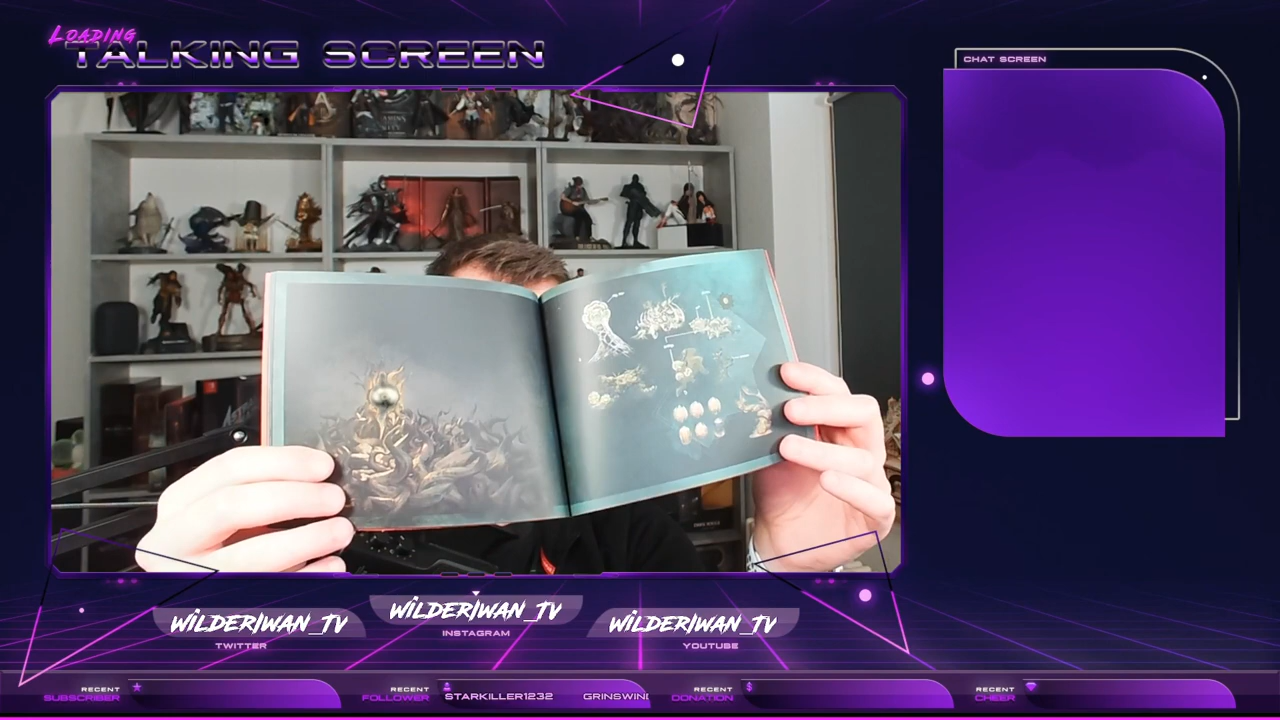 Loading
TALKING SCREEN
CHAT SCREEN
WILDERIWAN_TV
TWITTER
WILDERIWAN_TV
INSTAGRAM
WILDERIWAN_TV
YOUTUBE
RECENT
SUBSCRIBER
RECENT
FOLLOWER
STARKILLER1232
GRINSWIN
RECENT
DONATION
RECENT
CHEER